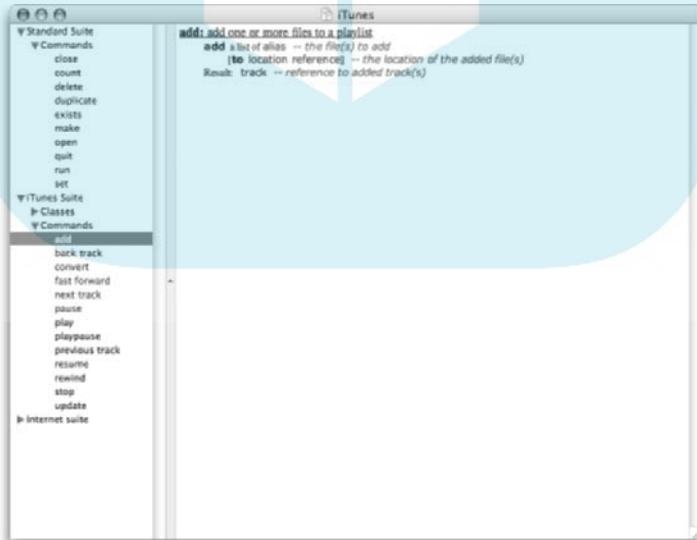 iTunes
Standard Suite
Commands
close
count
delete
duplicate
exists
make
open
quit
run
set
iTunes Suite
Classes
Commands
add
back track
convert
fast forward
next track
pause
play
playpause
previous track
resume
rewind
stop
update
Internet suite
add: add one or more files to a playlist
add a list of alias -- the file(s) to add
[to location reference] -- the location of the added file(s)
Result: track -- reference to added track(s)